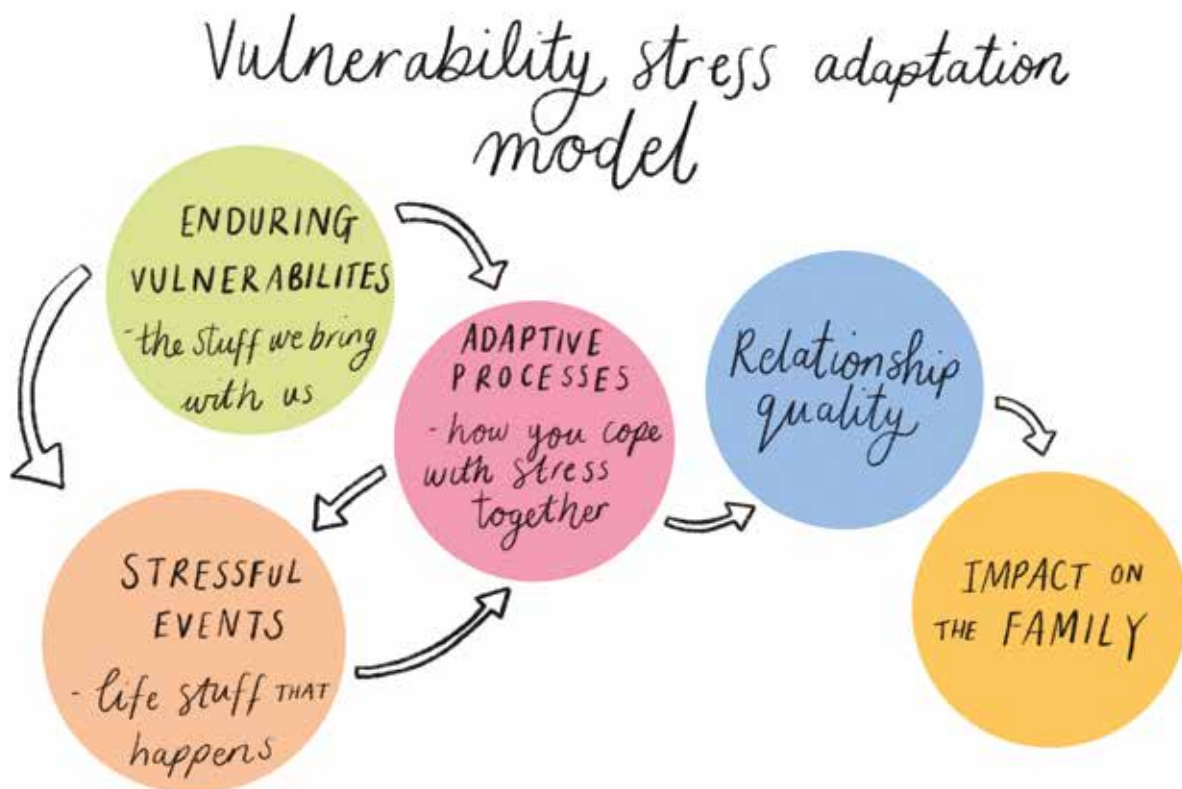 Vulnerability stress adaptation
model
ENDURING
VULNERABILITES
-the stuff we bring
with us
ADAPTIVE
PROCESSES
- how you cope
with stress
together
Relationship
quality
STRESSFUL
EVENTS
- life stuff THAT
happens
IMPACT ON
THE FAMILY